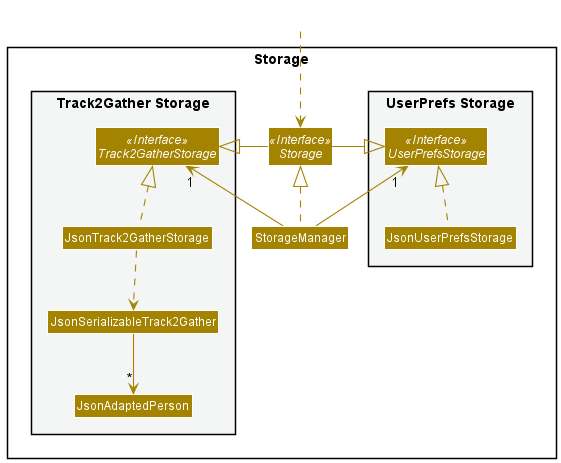 Storage
Track2Gather Storage
UserPrefs Storage
«Interface»
Track2GatherStorage
«Interface»
Storage
«Interface»
UserPrefsStorage
1
1
JsonTrack2GatherStorage
StorageManager
JsonUserPrefsStorage
JsonSerializableTrack2Gather
*
JsonAdaptedPerson